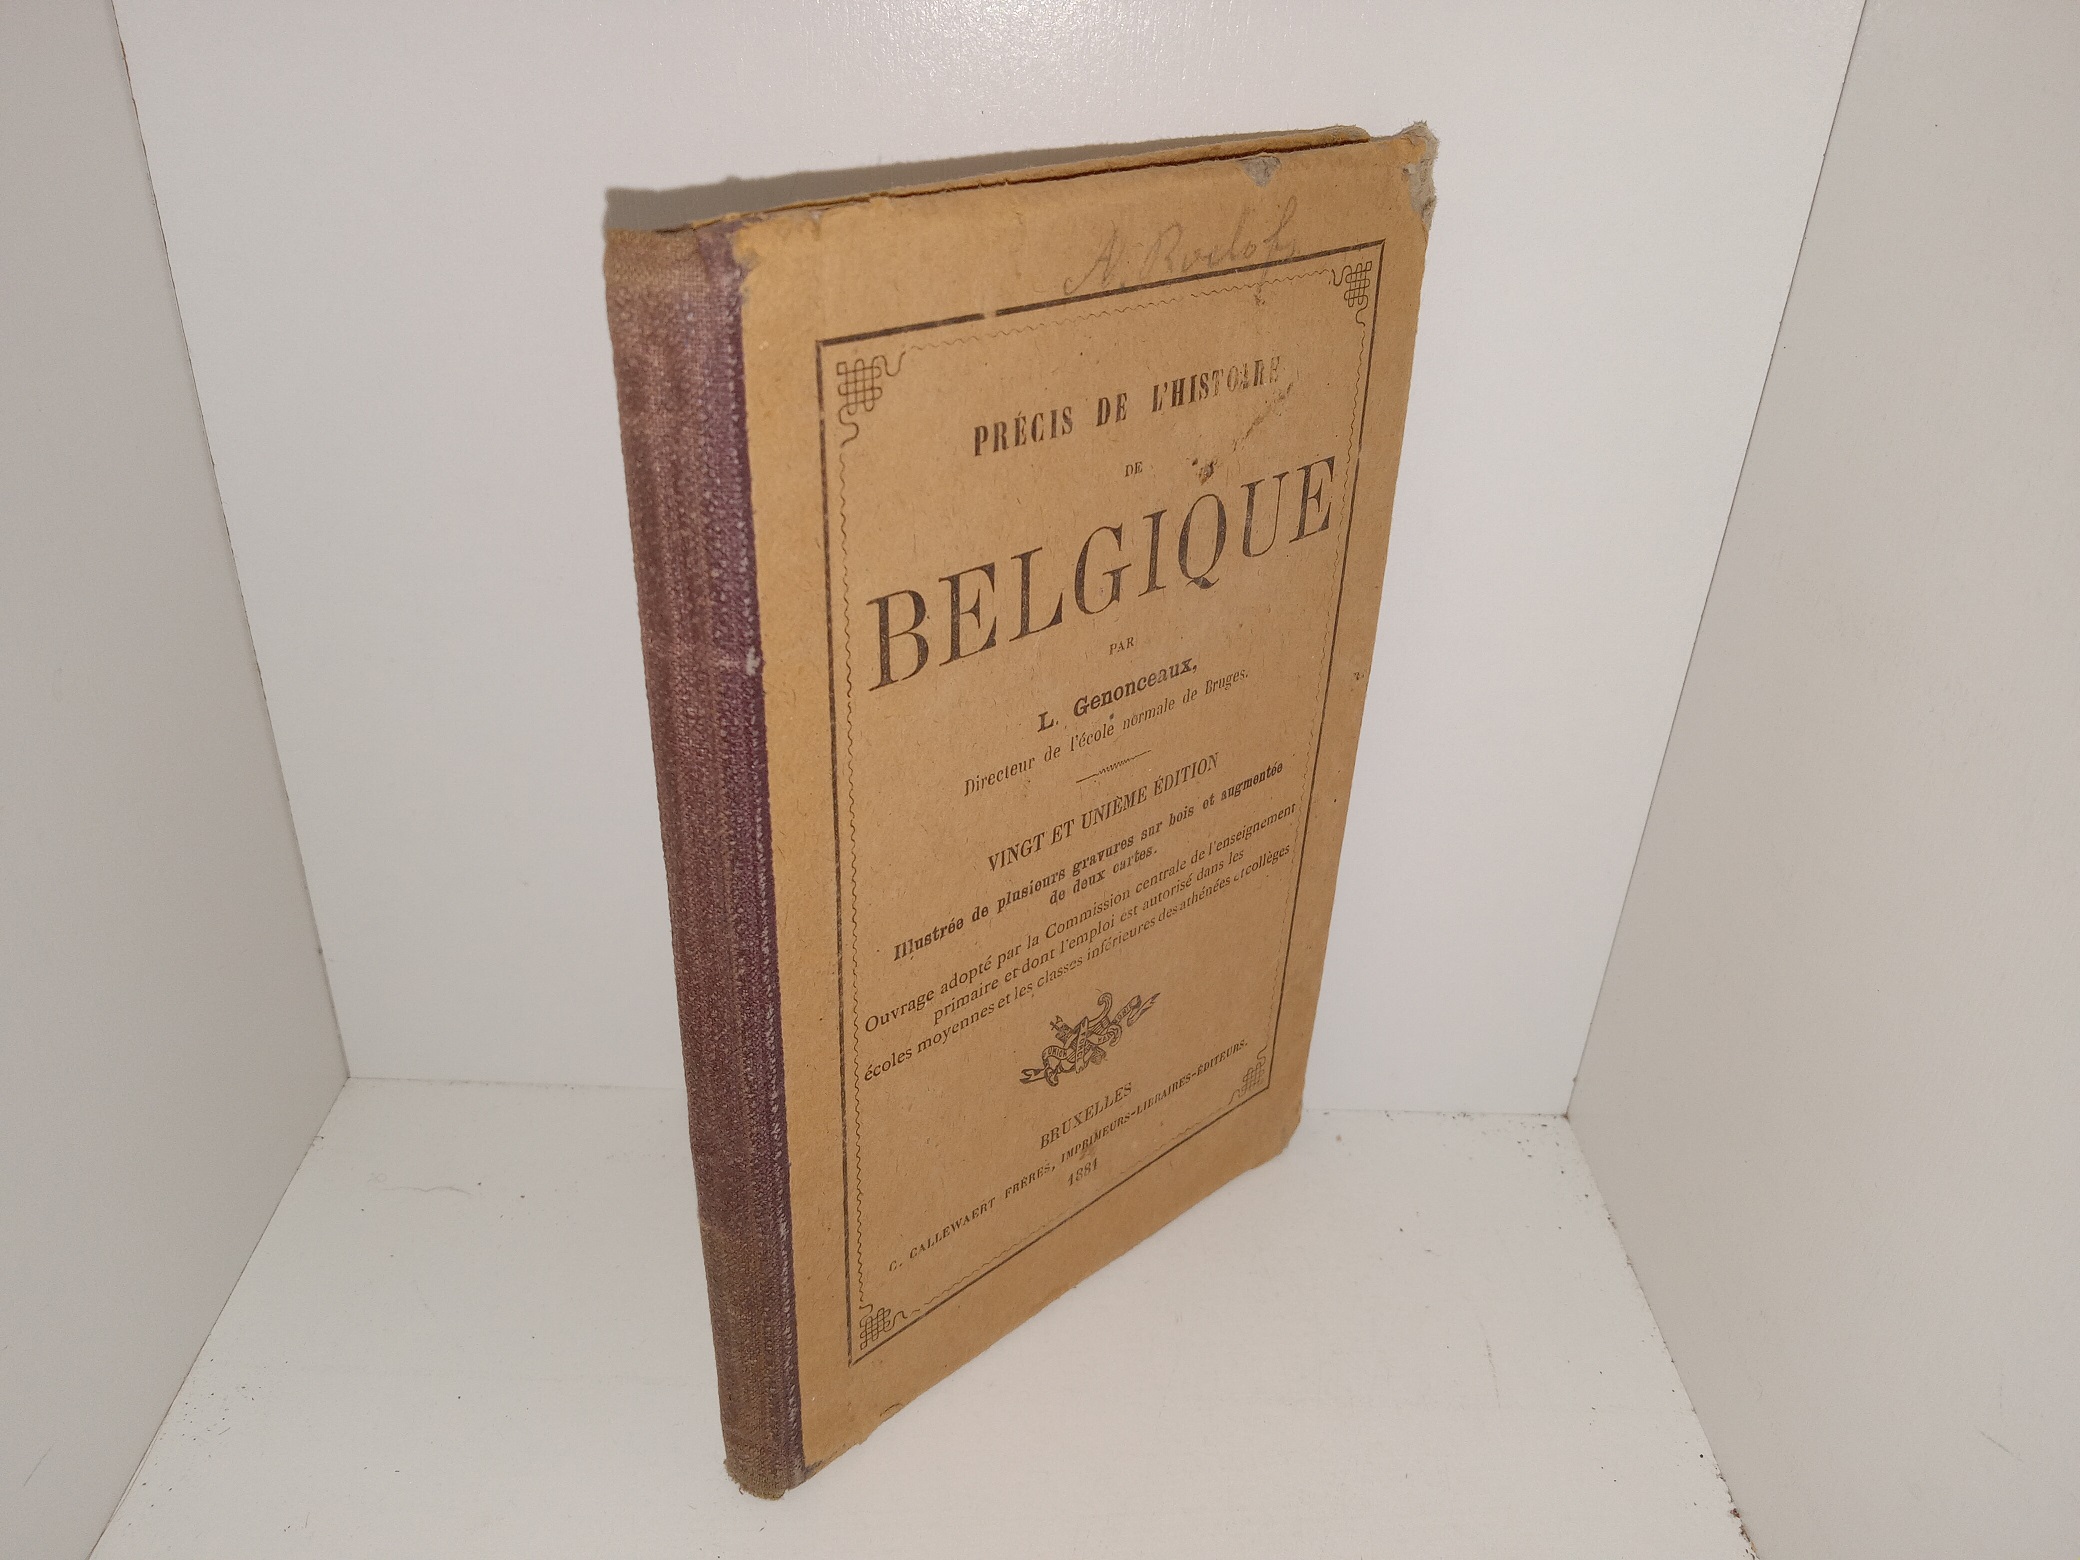 A. Roelofs
PRÉCIS DE L'HISTOIRE
DE
BELGIQUE
PAR
L. Genonceaux,
Directeur de l'école normale de Bruges.
VINGT ET UNIÈME ÉDITION
Illustrée de plusieurs gravures sur bois et augmentée
de deux cartes.
Ouvrage adopté par la Commission centrale de l'enseignement
primaire et dont l'emploi est autorisé dans les
écoles moyennes et les classes inférieures des athénées et collèges
BRUXELLES
C. CALLEWAERT FRÈRES, IMPRIMEURS-LIBRAIRES-ÉDITEURS.
1881